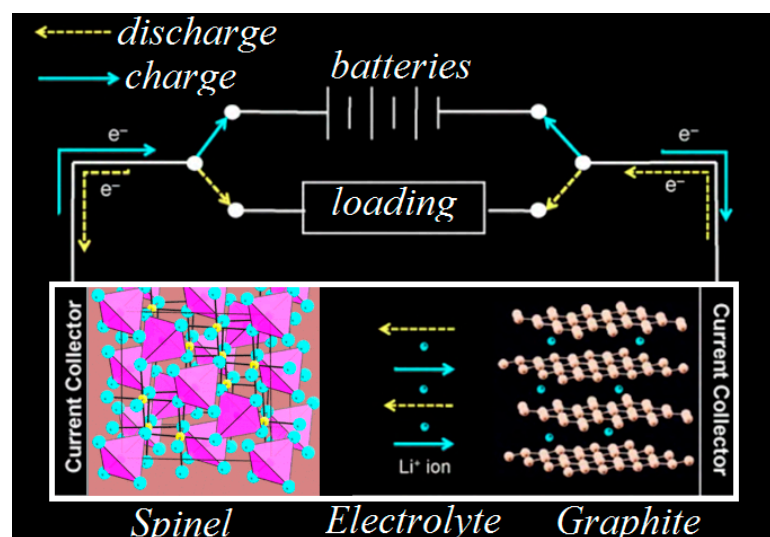 discharge
charge
batteries
e⁻
e⁻
e⁻
e⁻
loading
Current Collector
Li⁺ ion
Current Collector
Spinel
Electrolyte
Graphite